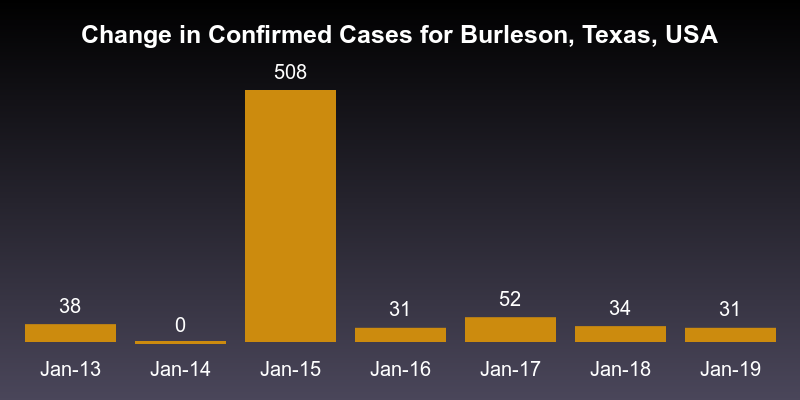 Change in Confirmed Cases for Burleson, Texas, USA
508
38
0
31
52
34
31
Jan-13
Jan-14
Jan-15
Jan-16
Jan-17
Jan-18
Jan-19